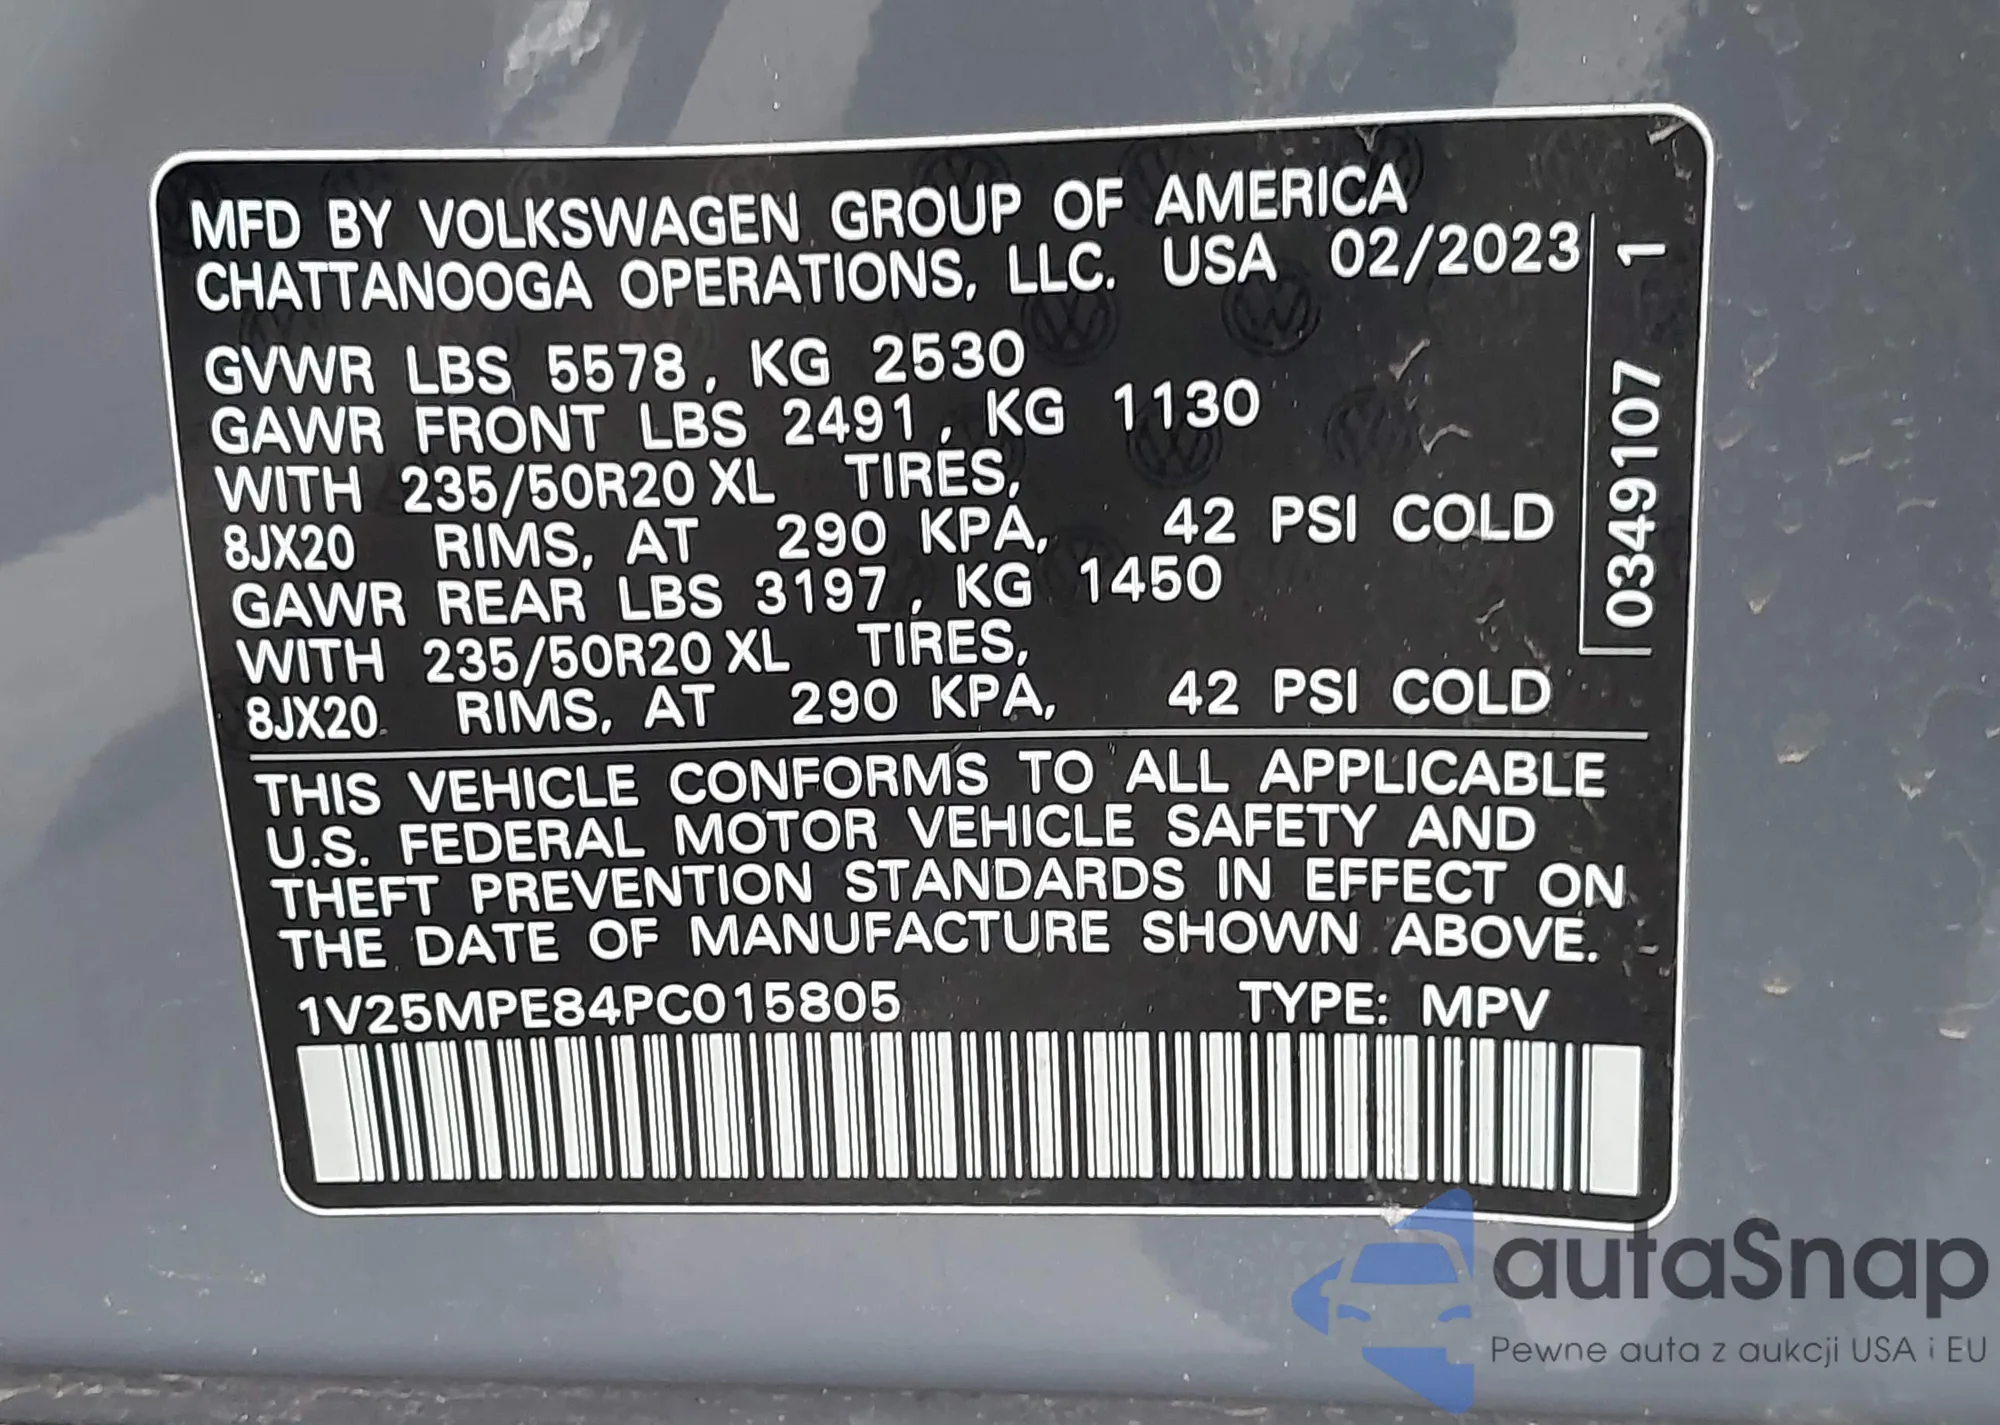 MFD BY VOLKSWAGEN GROUP OF AMERICA
CHATTANOOGA OPERATIONS, LLC. USA 02/2023
GVWR LBS 5578, KG 2530
GAWR FRONT LBS 2491, KG 1130
WITH 235/50R20 XL TIRES,
8JX20 RIMS, AT 290 KPA, 42 PSI COLD
GAWR REAR LBS 3197, KG 1450
WITH 235/50R20 XL TIRES,
8JX20 RIMS, AT 290 KPA, 42 PSI COLD
0349107 1
THIS VEHICLE CONFORMS TO ALL APPLICABLE
U.S. FEDERAL MOTOR VEHICLE SAFETY AND
THEFT PREVENTION STANDARDS IN EFFECT ON
THE DATE OF MANUFACTURE SHOWN ABOVE.
1V25MPE84PC015805 TYPE: MPV
autaSnap
Pewne auta z aukcji USA i EU